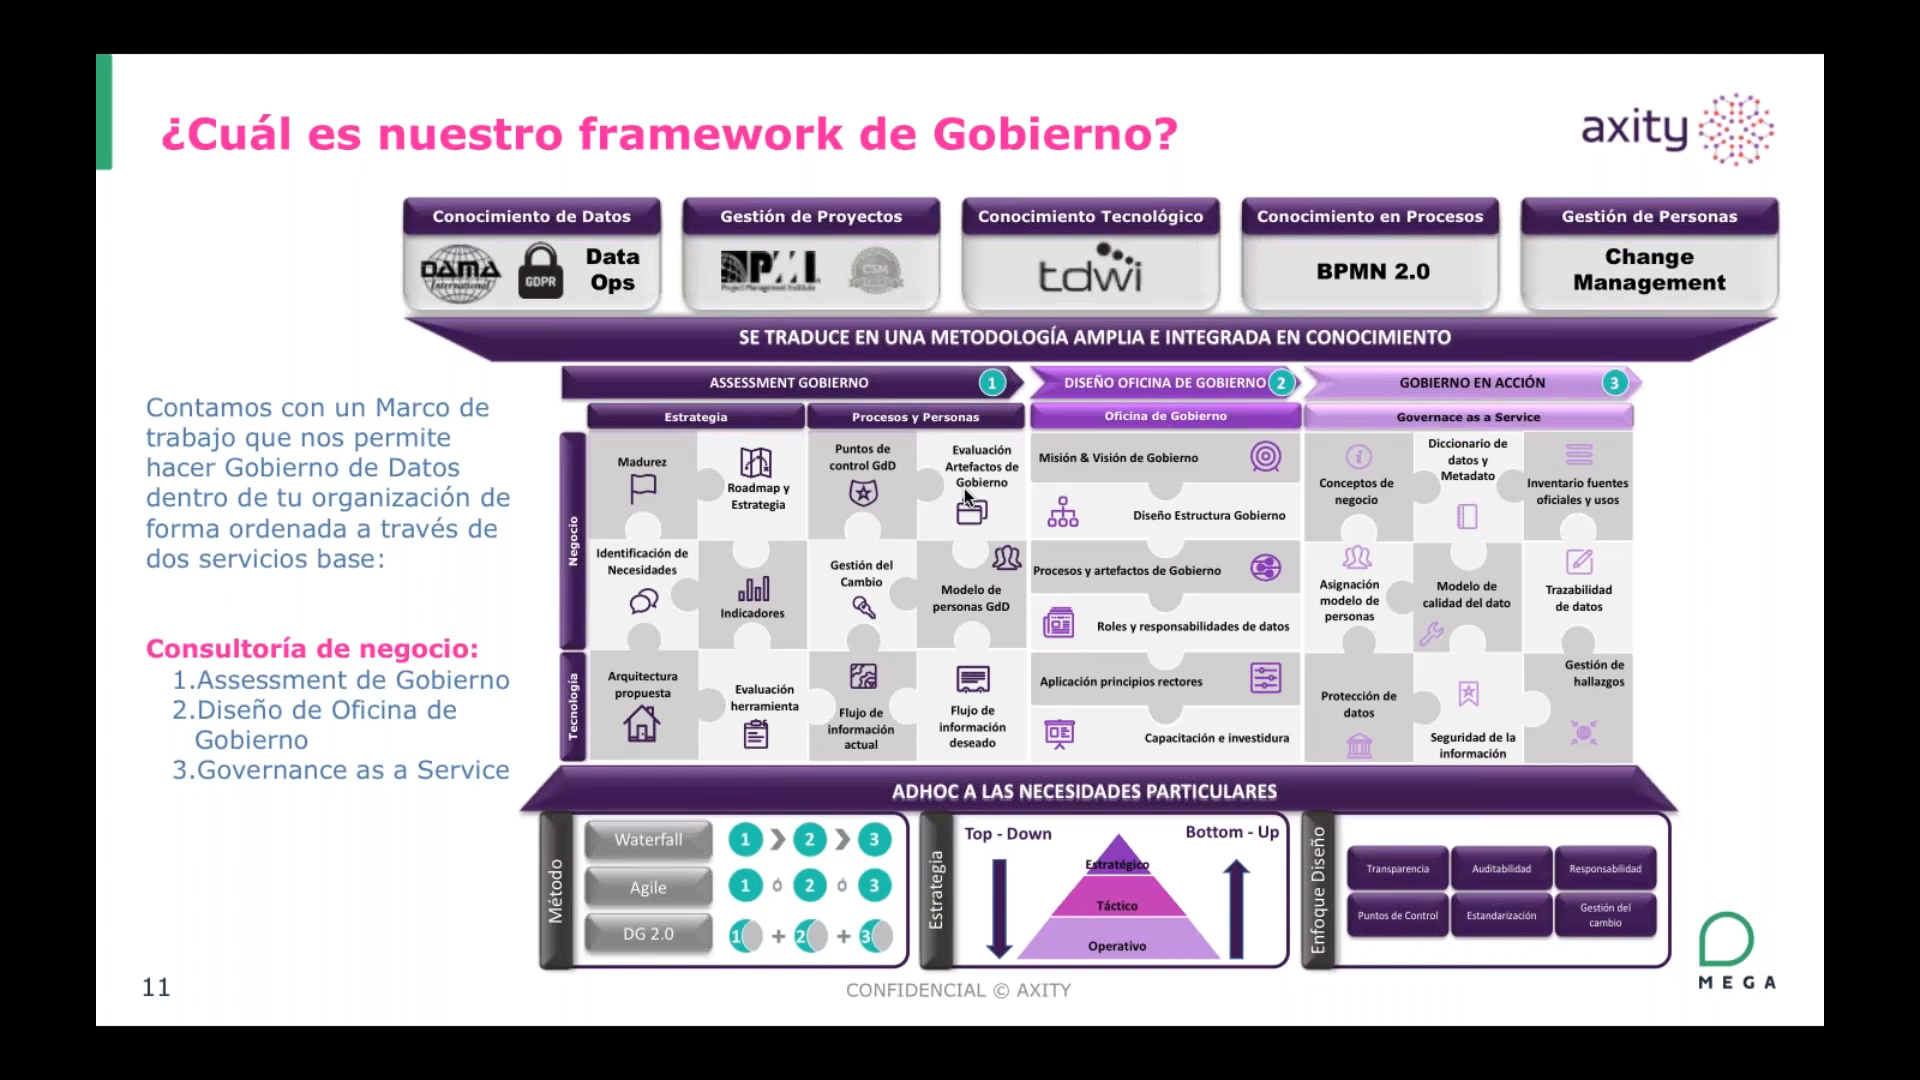 ¿Cuál es nuestro framework de Gobierno?
axity
Conocimiento de Datos
DAMA
International
GDPR
Data
Ops
Gestión de Proyectos
PMI
Project Management Institute
CSM
Conocimiento Tecnológico
tdwi
Conocimiento en Procesos
BPMN 2.0
Gestión de Personas
Change
Management
SE TRADUCE EN UNA METODOLOGÍA AMPLIA E INTEGRADA EN CONOCIMIENTO
Contamos con un Marco de
trabajo que nos permite
hacer Gobierno de Datos
dentro de tu organización de
forma ordenada a través de
dos servicios base:
Consultoría de negocio:
1.Assessment de Gobierno
2.Diseño de Oficina de
Gobierno
3.Governance as a Service
ASSESSMENT GOBIERNO
1
DISEÑO OFICINA DE GOBIERNO
2
GOBIERNO EN ACCIÓN
3
Estrategia
Procesos y Personas
Oficina de Gobierno
Governace as a Service
Negocio
Madurez
Roadmap y
Estrategia
Puntos de
control GdD
Evaluación
Artefactos de
Gobierno
Identificación de
Necesidades
Indicadores
Gestión del
Cambio
Modelo de
personas GdD
Tecnología
Arquitectura
propuesta
Evaluación
herramienta
Flujo de
información
actual
Flujo de
información
deseado
Misión & Visión de Gobierno
Diseño Estructura Gobierno
Procesos y artefactos de Gobierno
Roles y responsabilidades de datos
Aplicación principios rectores
Capacitación e investidura
Conceptos de
negocio
Diccionario de
datos y
Metadato
Inventario fuentes
oficiales y usos
Asignación
modelo de
personas
Modelo de
calidad del dato
Trazabilidad
de datos
Protección de
datos
Seguridad de la
información
Gestión de
hallazgos
ADHOC A LAS NECESIDADES PARTICULARES
Método
Waterfall
1 2 3
Agile
1 ó 2 ó 3
DG 2.0
1 + 2 + 3
Estrategia
Top - Down
Bottom - Up
Estratégico
Táctico
Operativo
Enfoque Diseño
Transparencia
Auditabilidad
Responsabilidad
Puntos de Control
Estandarización
Gestión del
cambio
11
CONFIDENCIAL © AXITY
MEGA